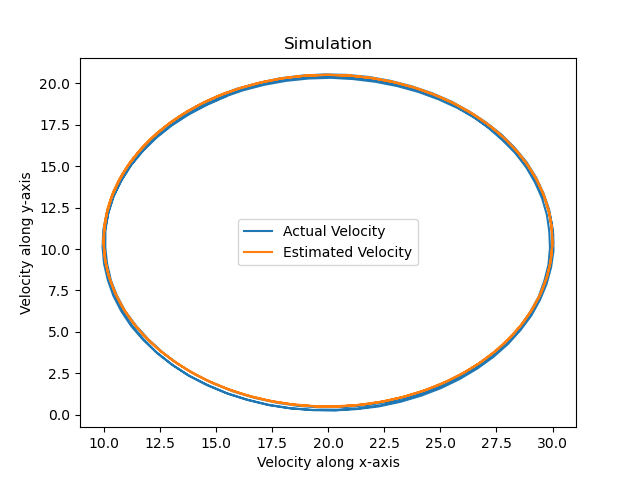 Simulation
Velocity along y-axis
20.0
17.5
15.0
12.5
10.0
7.5
5.0
2.5
0.0
Actual Velocity
Estimated Velocity
10.0 12.5 15.0 17.5 20.0 22.5 25.0 27.5 30.0
Velocity along x-axis